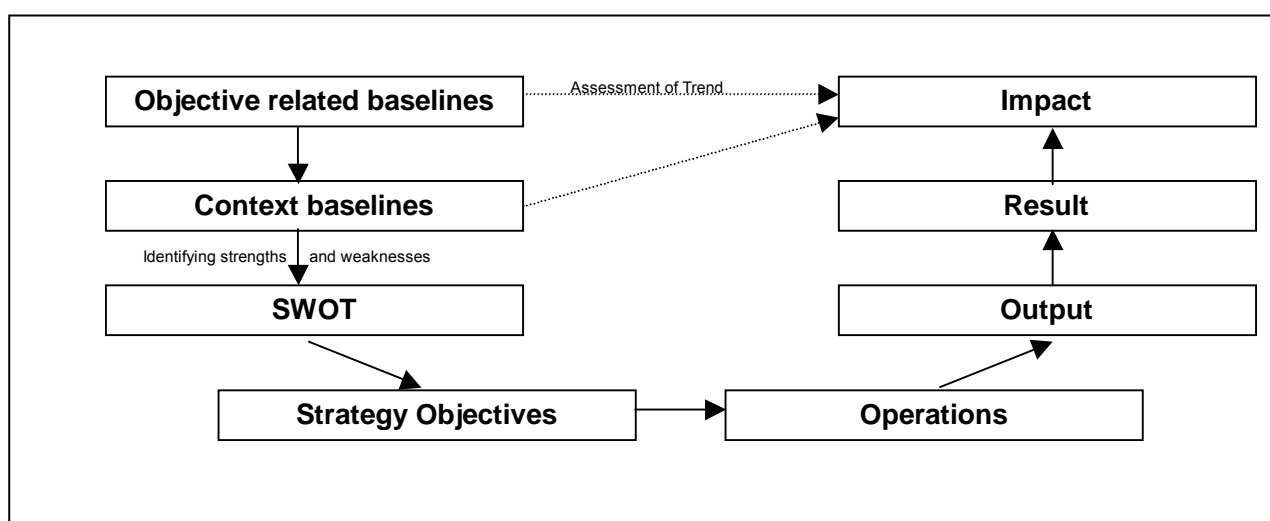 Objective related baselines
Assessment of Trend
Impact
Context baselines
Result
Identifying strengths and weaknesses
SWOT
Output
Strategy Objectives
Operations